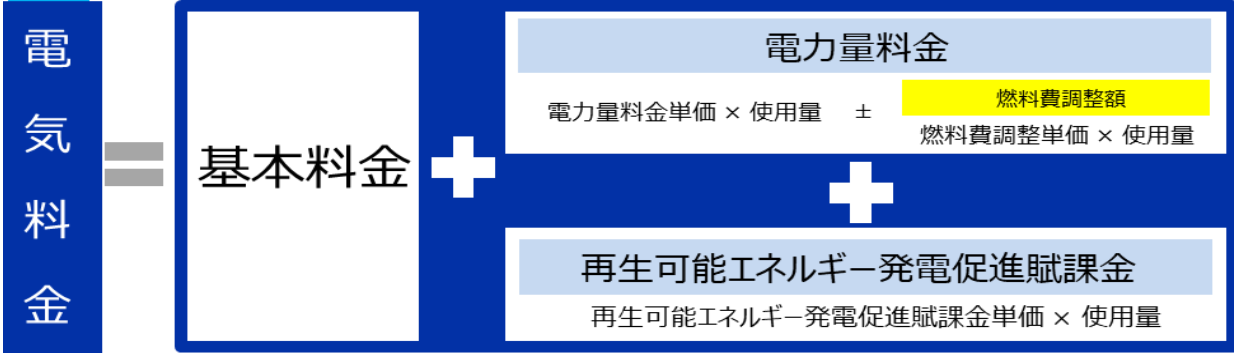 電気料金
=
基本料金
+
電力量料金
電力量料金単価 × 使用量 ± 燃料費調整額
燃料費調整単価 × 使用量
+
再生可能エネルギー発電促進賦課金
再生可能エネルギー発電促進賦課金単価 × 使用量